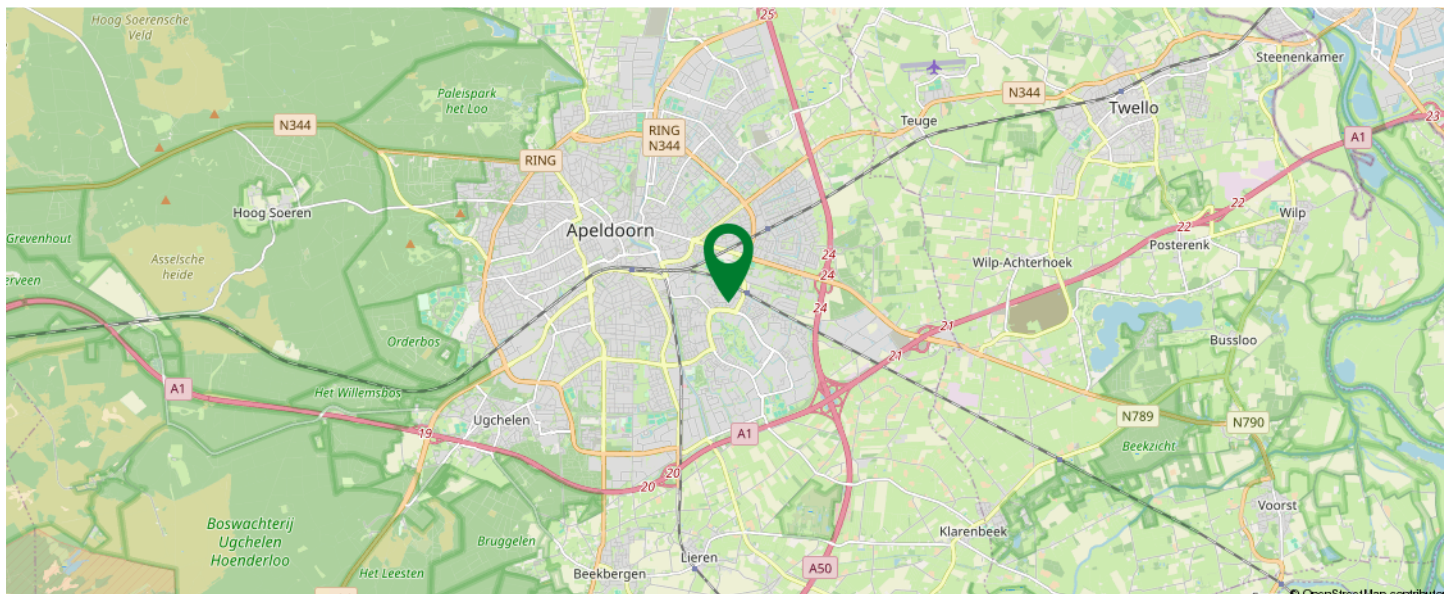 Hoog Soerensche
Veld
25
Steenenkamer
Paleispark
het Loo
N344
Twello
N344
Teuge
RING
N344
23
A1
RING
Hoog Soeren
22
22
Wilp
Apeldoorn
Grevenhout
Asselsche
heide
Posterenk
24
Wilp-Achterhoek
24
erveen
24
21
Orderbos
Bussloo
21
A1
Het Willemsbos
Ugchelen
19
N789
N790
A1
Beekzicht
20
20
Voorst
Boswachterij
Ugchelen
Hoenderloo
Klarenbeek
Bruggelen
Lieren
Het Leesten
Beekbergen
A50
© OpenStreetMap contributor